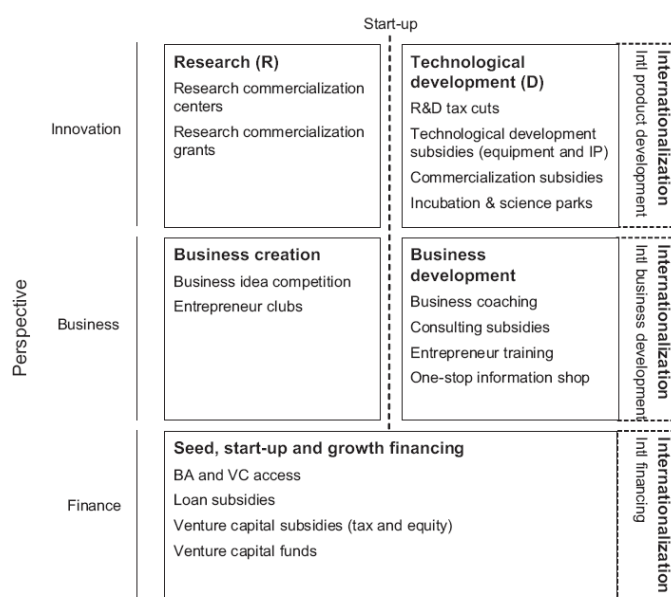 Start-up
Perspective
Innovation
Research (R)
Research commercialization
centers
Research commercialization
grants
Technological
development (D)
R&D tax cuts
Technological development
subsidies (equipment and IP)
Commercialization subsidies
Incubation & science parks
Internationalization
Intl product development
Business
Business creation
Business idea competition
Entrepreneur clubs
Business
development
Business coaching
Consulting subsidies
Entrepreneur training
One-stop information shop
Internationalization
Intl business development
Finance
Seed, start-up and growth financing
BA and VC access
Loan subsidies
Venture capital subsidies (tax and equity)
Venture capital funds
Internationalization
Intl financing